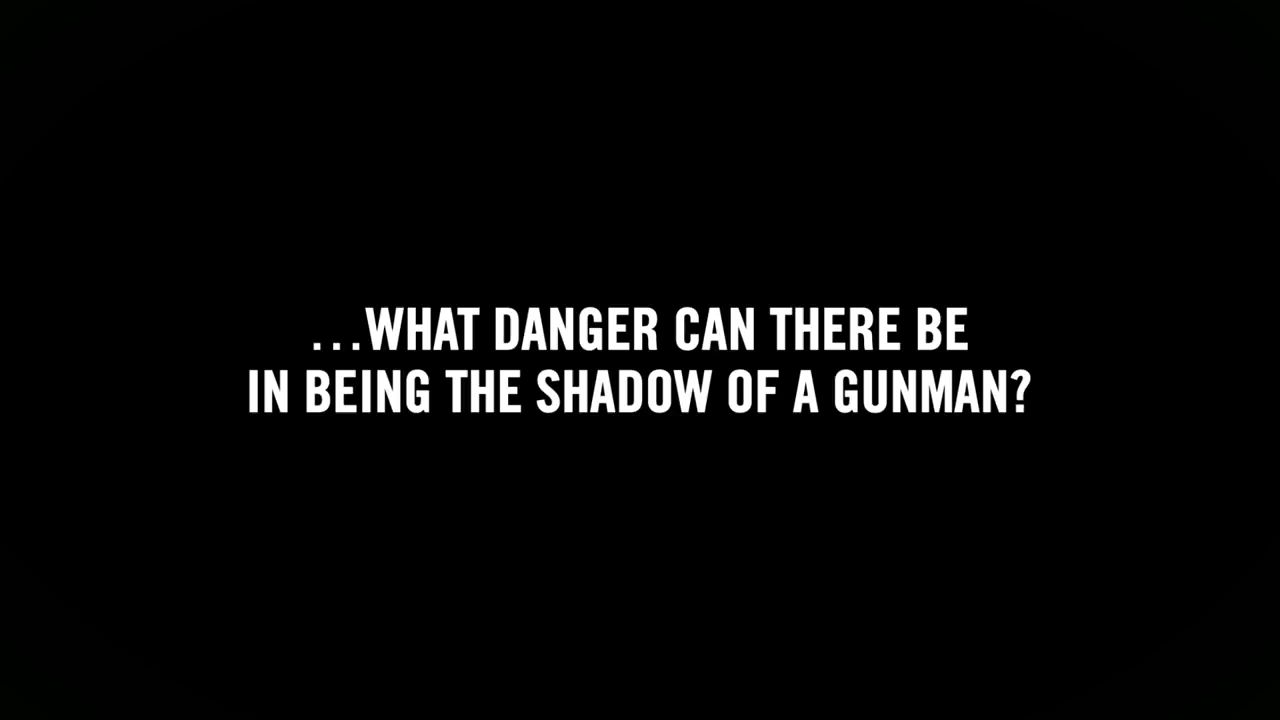 ...WHAT DANGER CAN THERE BE
IN BEING THE SHADOW OF A GUNMAN?